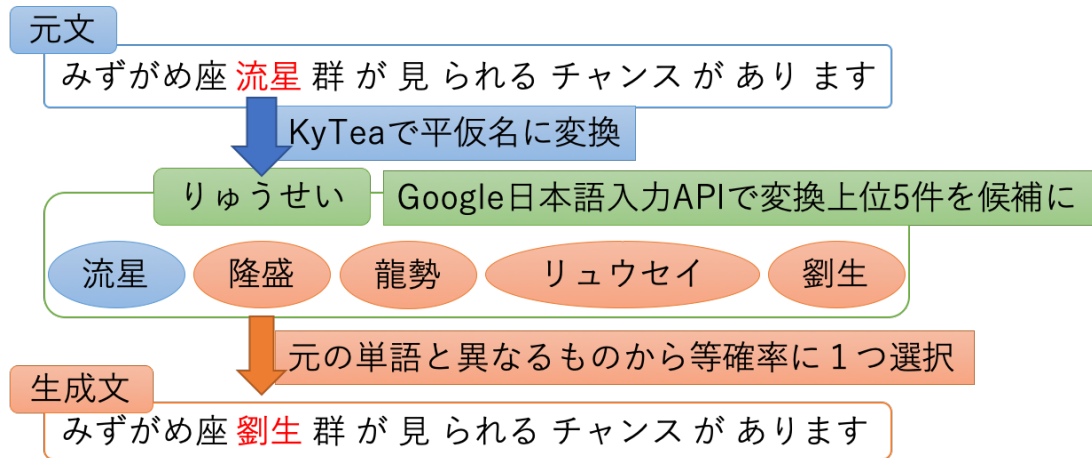 元文
みずがめ座 流星 群 が 見 られる チャンス が あり ます
KyTeaで平仮名に変換
りゅうせい
Google日本語入力APIで変換上位5件を候補に
流星 隆盛 龍勢 リュウセイ 劉生
元の単語と異なるものから等確率に１つ選択
生成文
みずがめ座 劉生 群 が 見 られる チャンス が あります